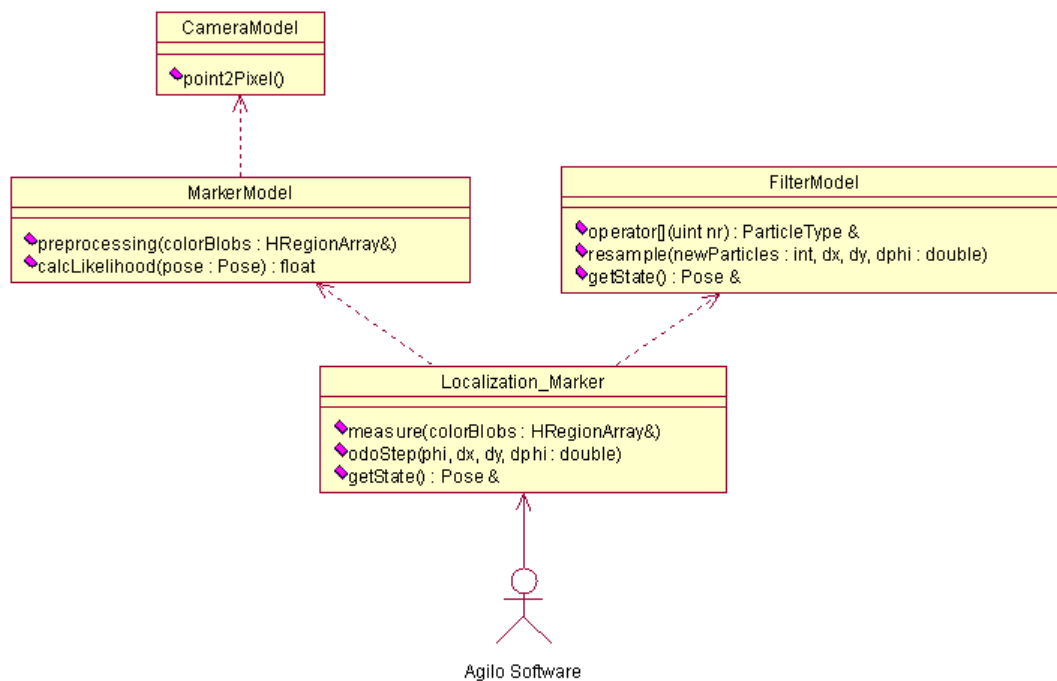 CameraModel
point2Pixel()
MarkerModel
preprocessing(colorBlobs : HRegionArray&)
calcLikelihood(pose : Pose) : float
FilterModel
operator[](uint nr) : ParticleType &
resample(newParticles : int, dx, dy, dphi : double)
getState() : Pose &
Localization_Marker
measure(colorBlobs : HRegionArray&)
odoStep(phi, dx, dy, dphi : double)
getState() : Pose &
Agilo Software